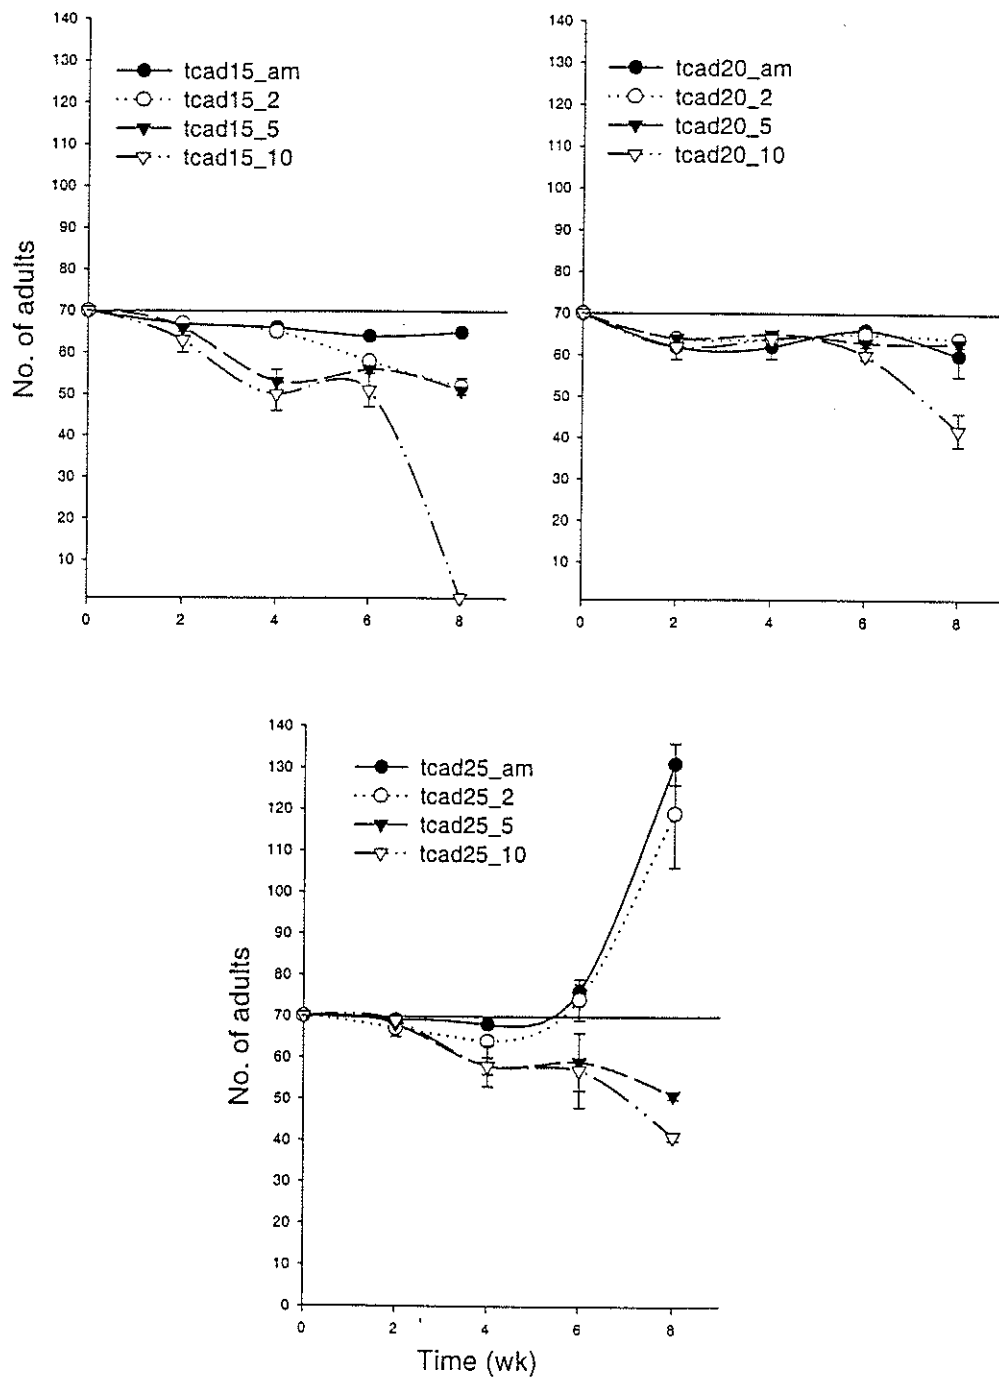 140
130
120
110
100
90
80
70
60
50
40
30
20
10
No. of adults
tcad15_am
tcad15_2
tcad15_5
tcad15_10
0 2 4 6 8
140
130
120
110
100
90
80
70
60
50
40
30
20
10
tcad20_am
tcad20_2
tcad20_5
tcad20_10
0 2 4 6 8
140
130
120
110
100
90
80
70
60
50
40
30
20
10
0
No. of adults
tcad25_am
tcad25_2
tcad25_5
tcad25_10
0 2 4 6 8
Time (wk)